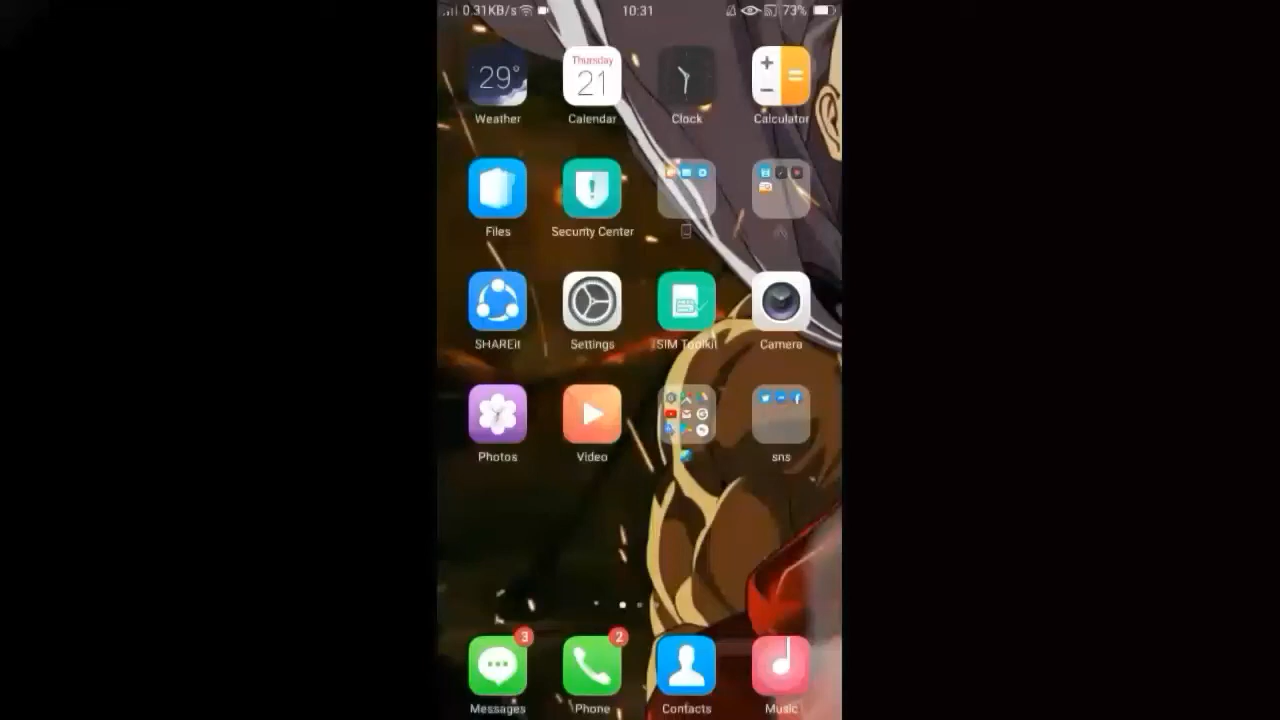 0.31KB/s 10:31 73%
29° Thursday 21 + − =
Weather Calendar Clock Calculator
Files Security Center
SHAREit Settings SIM Toolkit Camera
Photos Video sns
3 2
Messages Phone Contacts Music